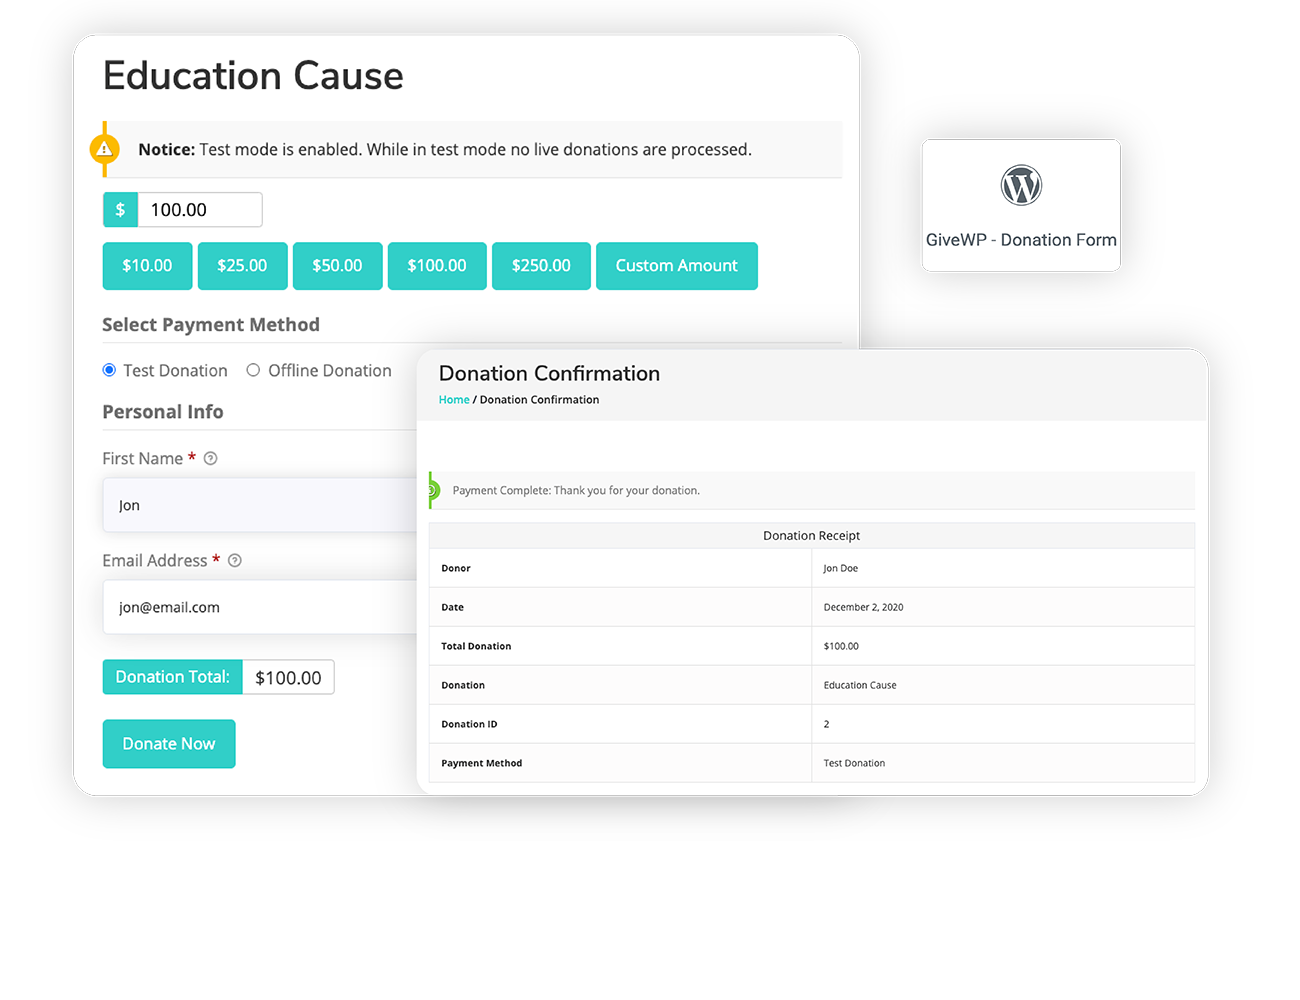 Education Cause
Notice: Test mode is enabled. While in test mode no live donations are processed.
$ 100.00
$10.00 $25.00 $50.00 $100.00 $250.00 Custom Amount
Select Payment Method
Test Donation Offline Donation
Personal Info
First Name *
Jon
Email Address *
jon@email.com
Donation Total: $100.00
Donate Now
GiveWP - Donation Form
Donation Confirmation
Home / Donation Confirmation
Payment Complete: Thank you for your donation.
Donation Receipt
Donor Jon Doe
Date December 2, 2020
Total Donation $100.00
Donation Education Cause
Donation ID 2
Payment Method Test Donation